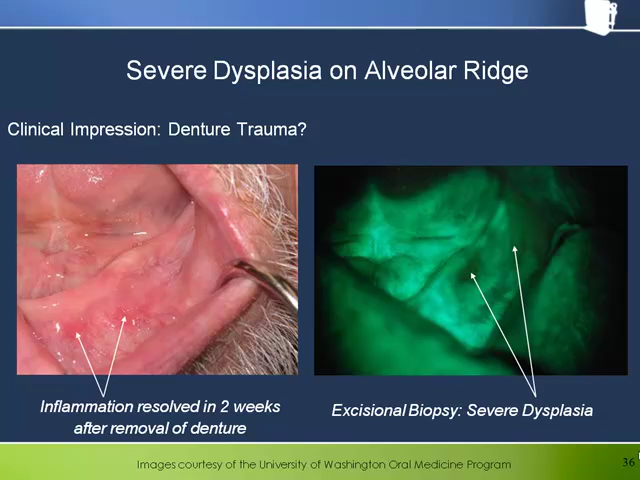 Severe Dysplasia on Alveolar Ridge
Clinical Impression: Denture Trauma?
Inflammation resolved in 2 weeks
after removal of denture
Excisional Biopsy: Severe Dysplasia
Images courtesy of the University of Washington Oral Medicine Program
36